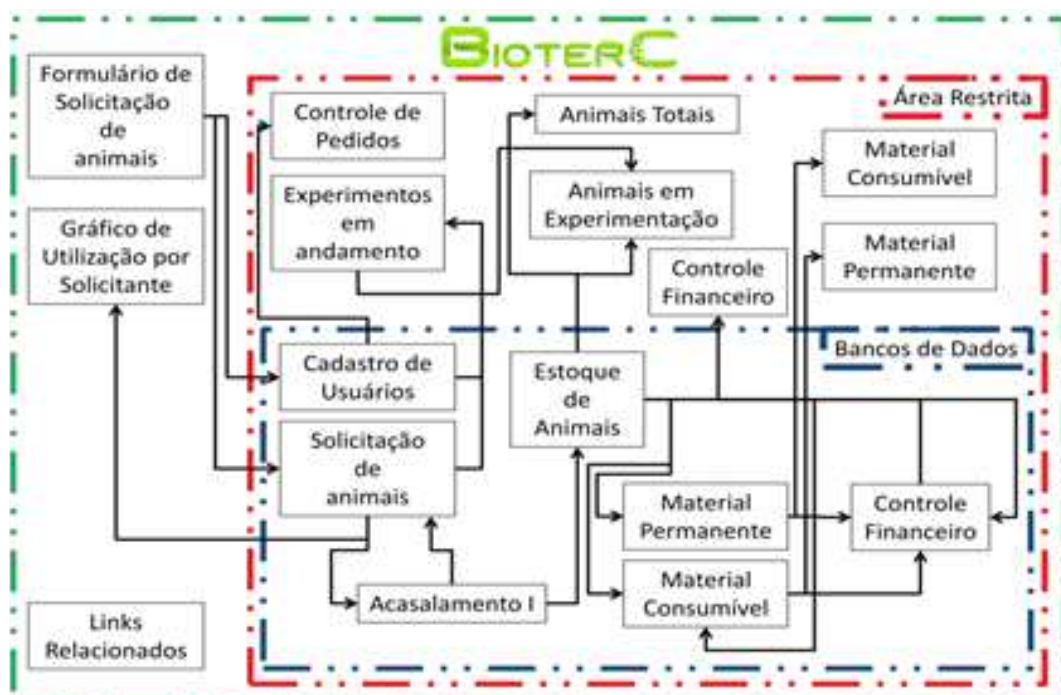 BIOTERC
Formulário de
Solicitação
de
animais
Gráfico de
Utilização por
Solicitante
Links
Relacionados
Área Restrita
Controle de
Pedidos
Experimentos
em
andamento
Animais Totais
Animais em
Experimentação
Controle
Financeiro
Material
Consumível
Material
Permanente
Bancos de Dados
Cadastro de
Usuários
Solicitação
de
animais
Acasalamento I
Estoque
de
Animais
Material
Permanente
Material
Consumível
Controle
Financeiro